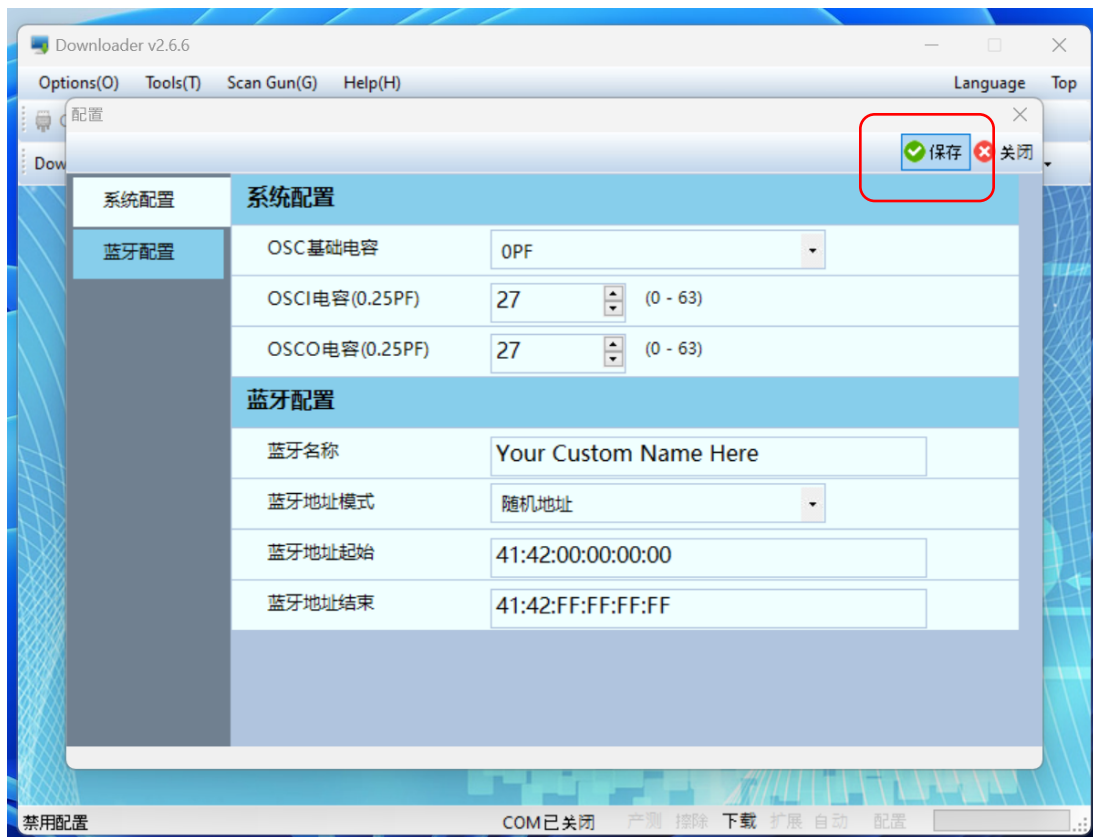 Downloader v2.6.6
Options(O) Tools(T) Scan Gun(G) Help(H) Language Top
配置
保存 关闭
Dow
系统配置
蓝牙配置
系统配置
OSC基础电容 0PF
OSCI电容(0.25PF) 27 (0 - 63)
OSCO电容(0.25PF) 27 (0 - 63)
蓝牙配置
蓝牙名称 Your Custom Name Here
蓝牙地址模式 随机地址
蓝牙地址起始 41:42:00:00:00:00
蓝牙地址结束 41:42:FF:FF:FF:FF
禁用配置 COM已关闭 产测 擦除 下载 扩展 自动 配置